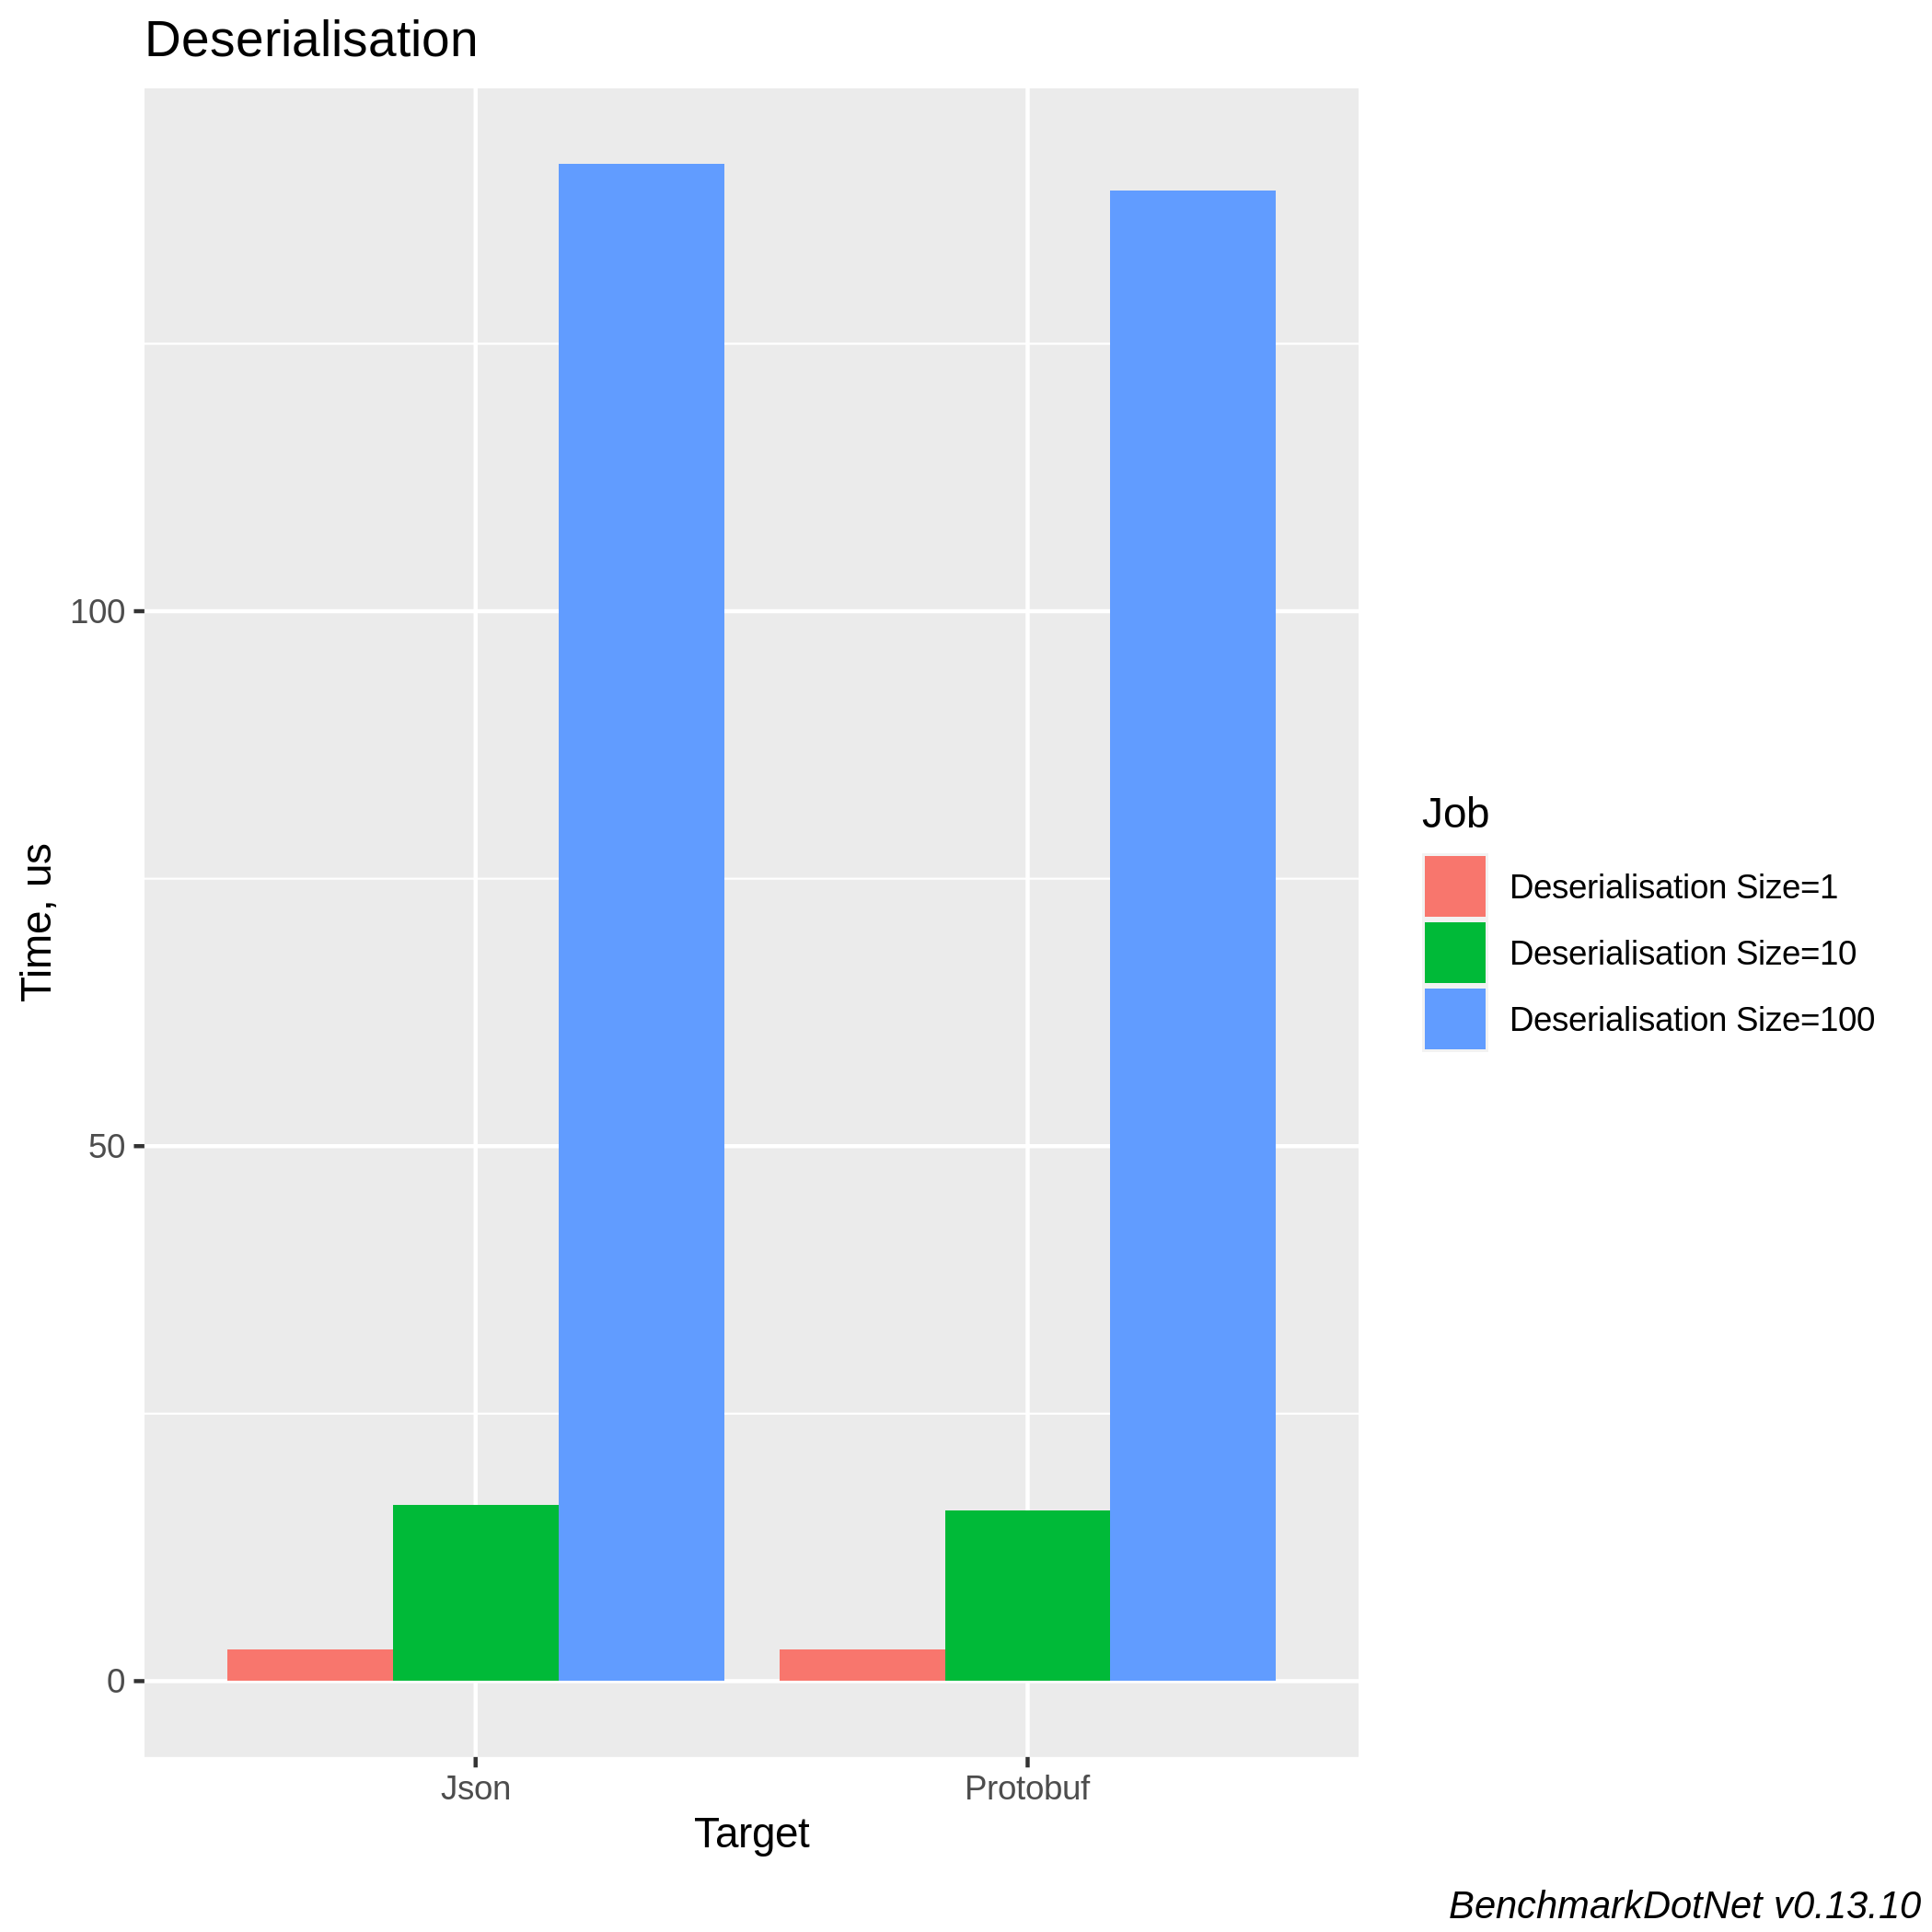 Deserialisation
100
50
0
Time, us
Json
Protobuf
Target
Job
Deserialisation Size=1
Deserialisation Size=10
Deserialisation Size=100
BenchmarkDotNet v0.13.10